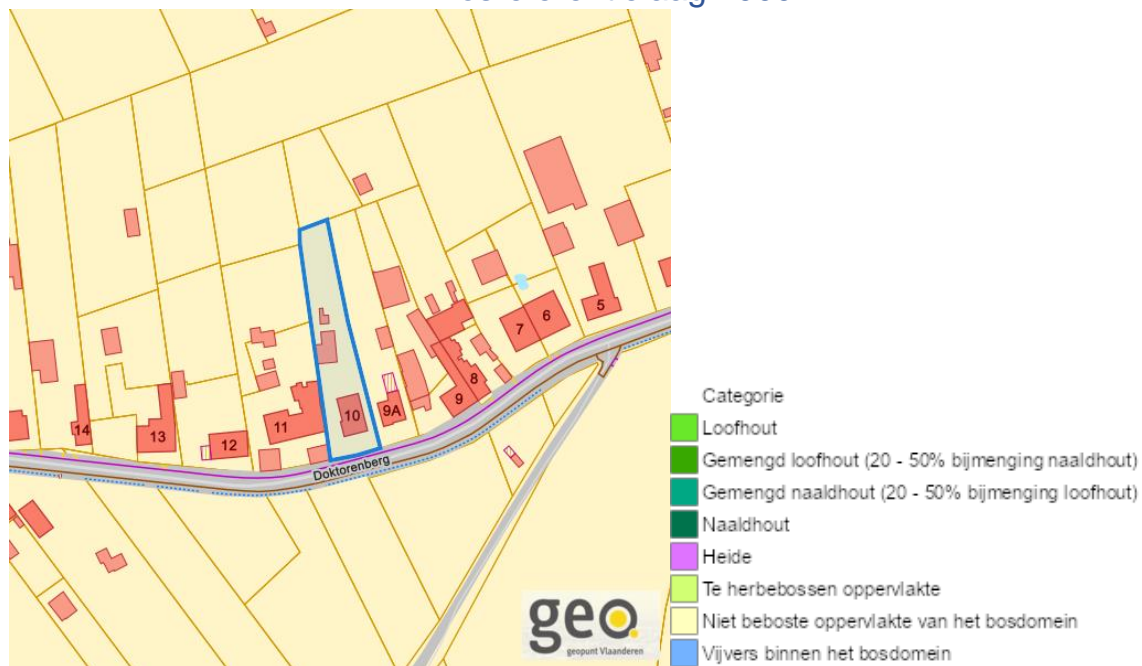 5
6
7
8
9
9A
10
11
12
13
14
Doktorenberg
geo
geopunt Vlaanderen
Categorie
Loofhout
Gemengd loofhout (20 - 50% bijmenging naaldhout)
Gemengd naaldhout (20 - 50% bijmenging loofhout)
Naaldhout
Heide
Te herbebossen oppervlakte
Niet beboste oppervlakte van het bosdomein
Vijvers binnen het bosdomein